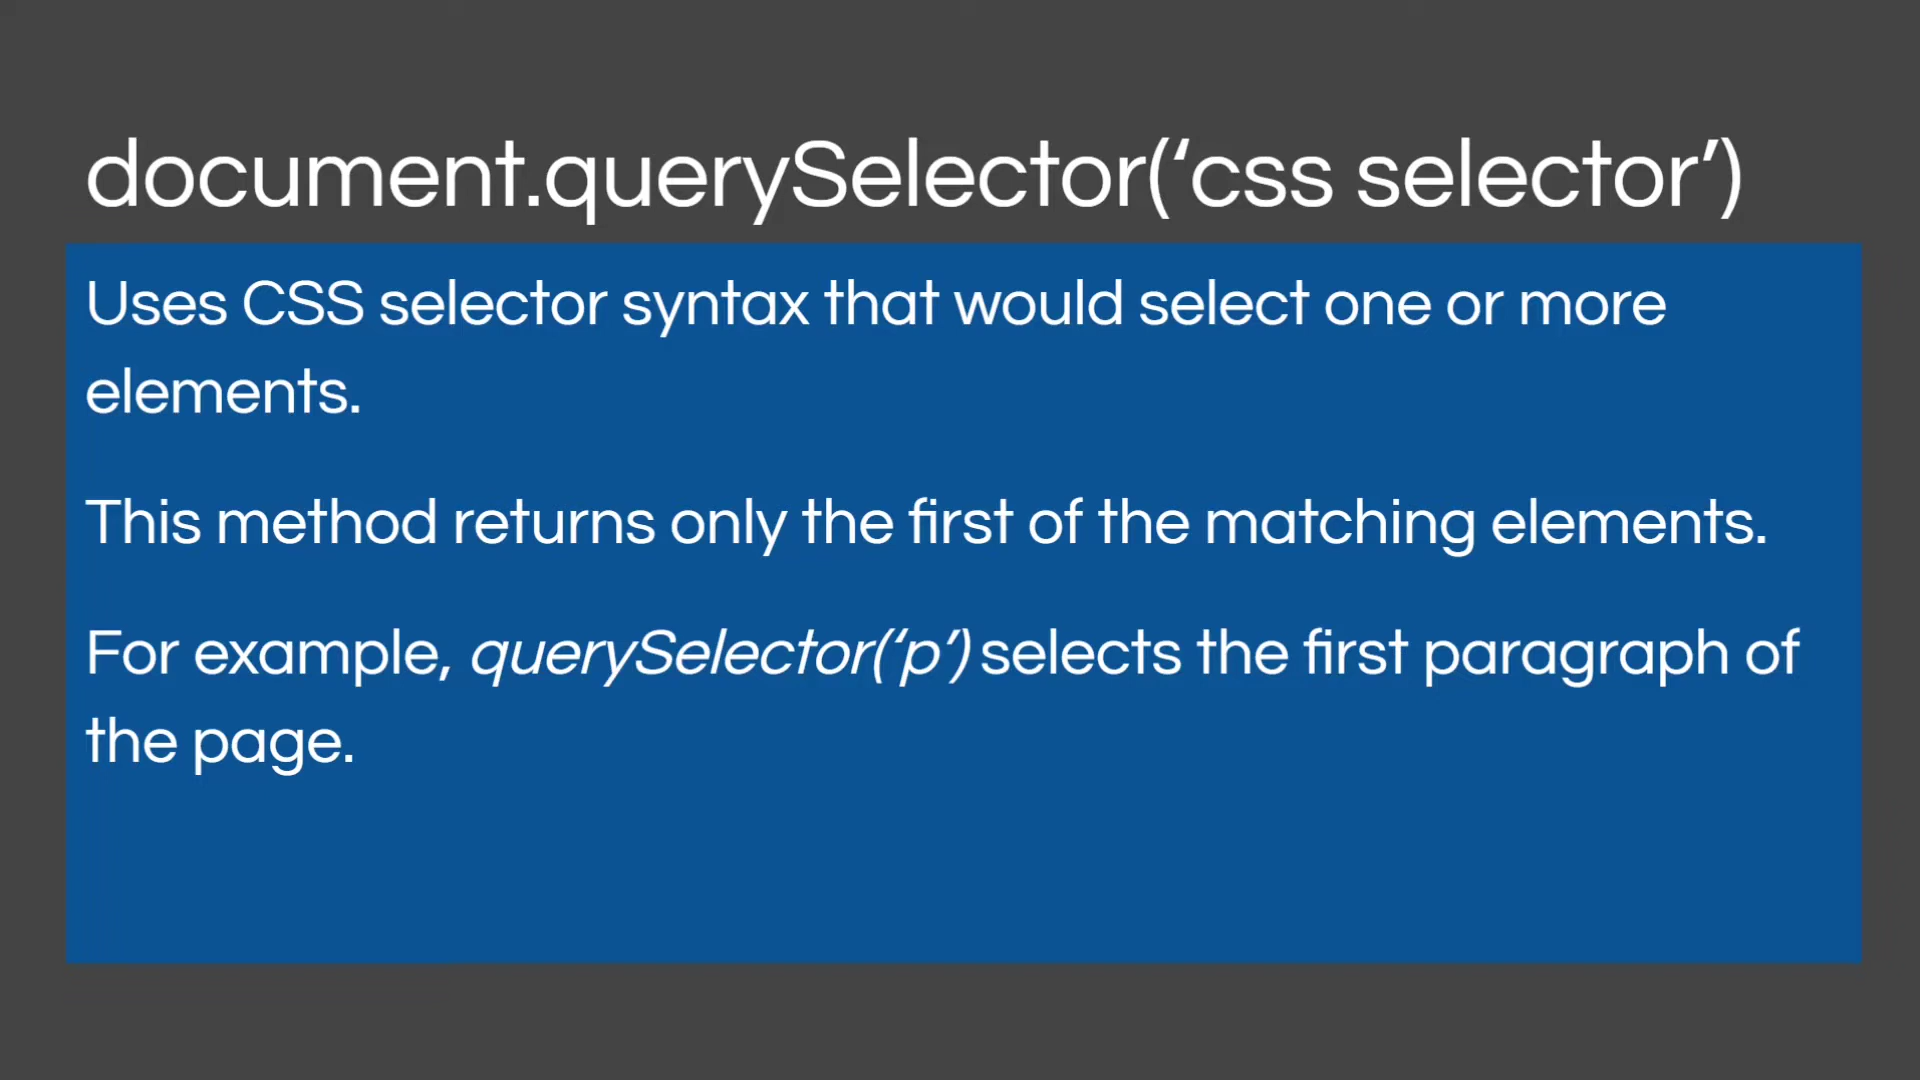 document.querySelector(‘css selector’)
Uses CSS selector syntax that would select one or more
elements.
This method returns only the first of the matching elements.
For example, querySelector(‘p’) selects the first paragraph of
the page.